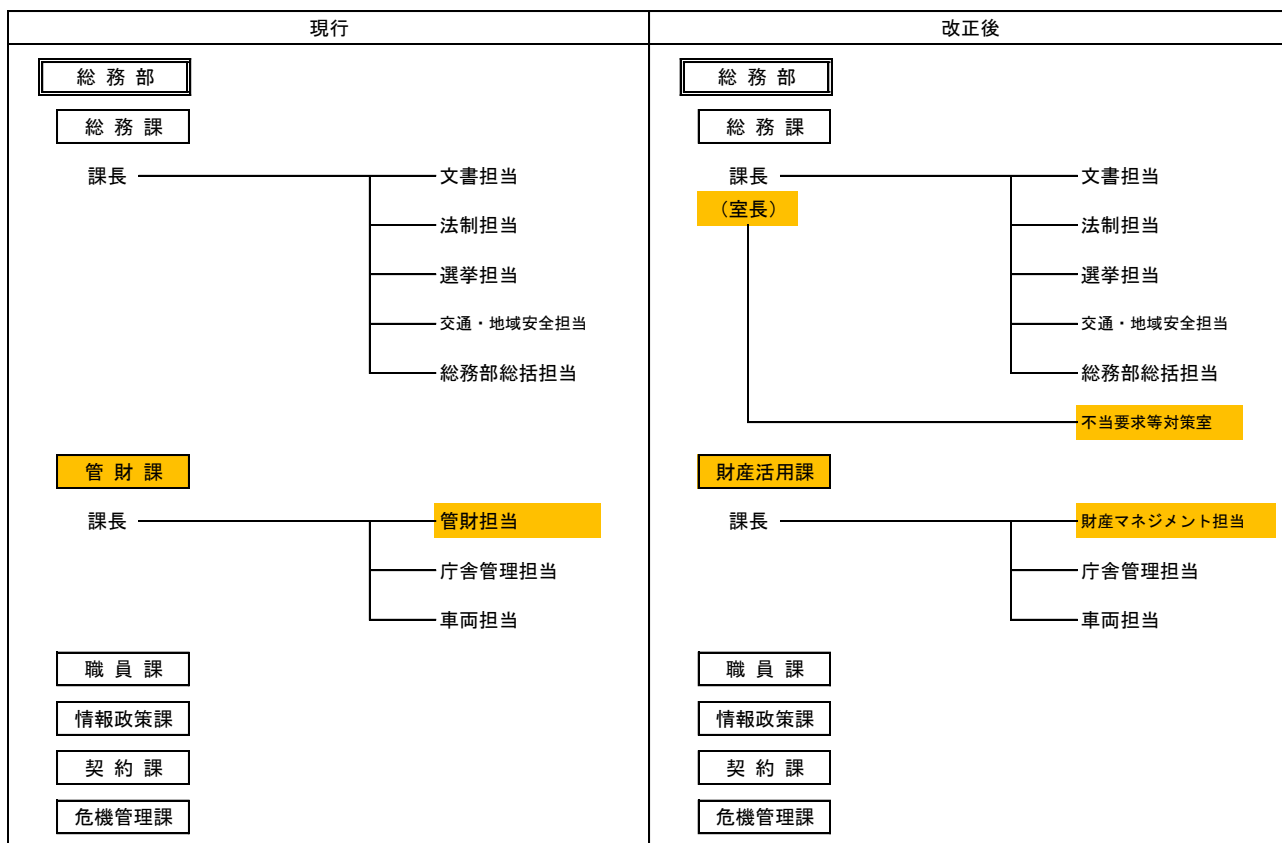 現行
総務部
総務課
課長
文書担当
法制担当
選挙担当
交通・地域安全担当
総務部総括担当
管財課
課長
管財担当
庁舎管理担当
車両担当
職員課
情報政策課
契約課
危機管理課
改正後
総務部
総務課
課長
（室長）
文書担当
法制担当
選挙担当
交通・地域安全担当
総務部総括担当
不当要求等対策室
財産活用課
課長
財産マネジメント担当
庁舎管理担当
車両担当
職員課
情報政策課
契約課
危機管理課